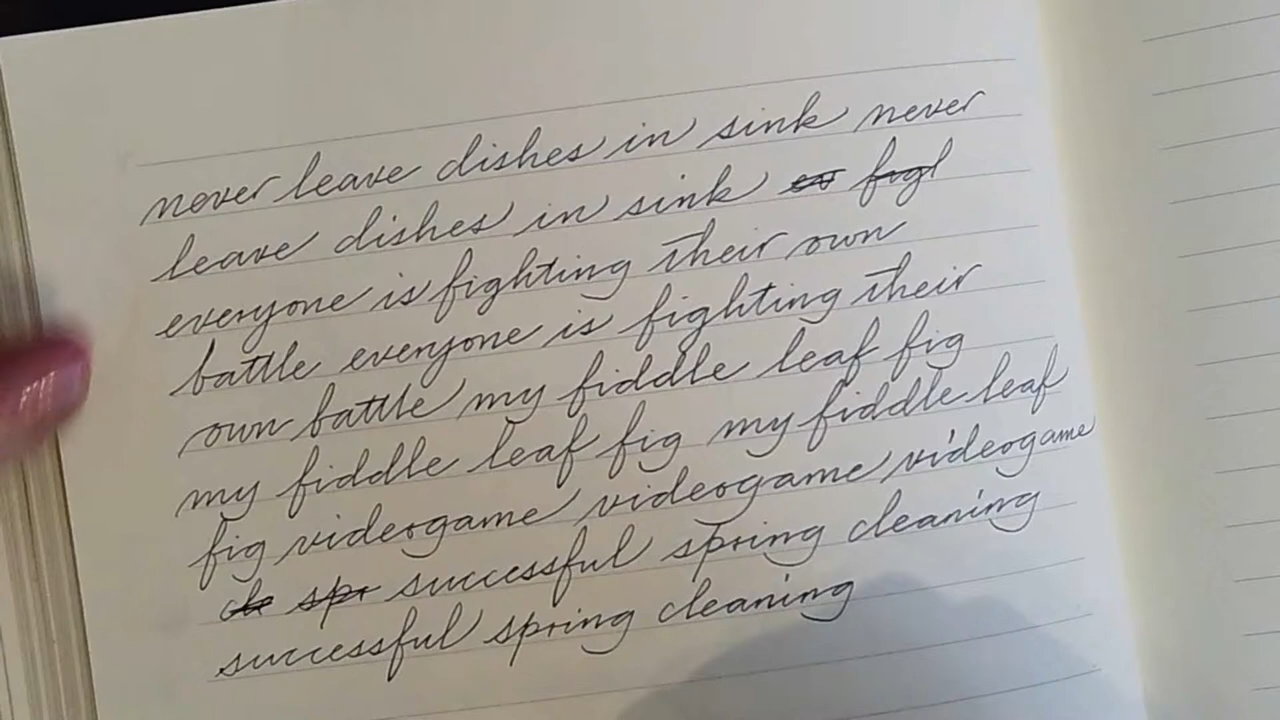 never leave dishes in sink never
leave dishes in sink
everyone is fighting their own
battle everyone is fighting their
own battle my fiddle leaf fig
my fiddle leaf fig my fiddle leaf
fig videogame videogame videogame
spr successful spring cleaning
successful spring cleaning